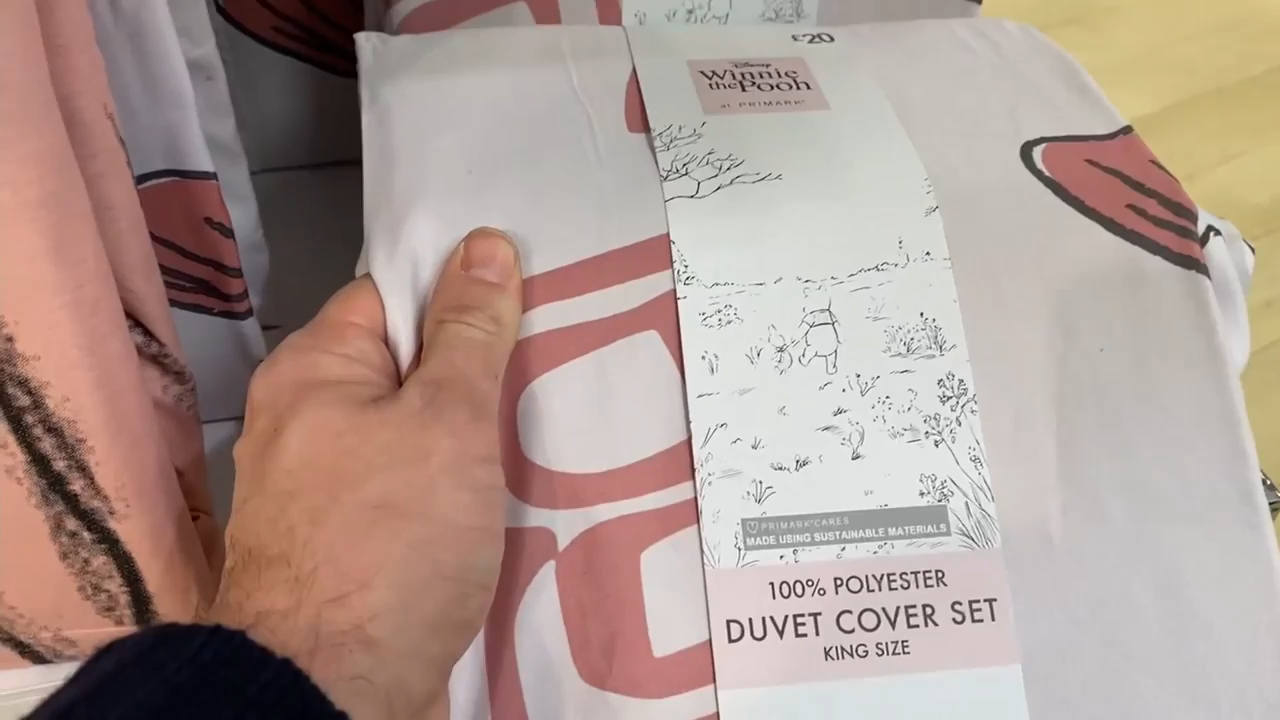 £20
Disney
Winnie
the Pooh
at PRIMARK®
UK
PRIMARK®CARES
MADE USING SUSTAINABLE MATERIALS
100% POLYESTER
DUVET COVER SET
KING SIZE